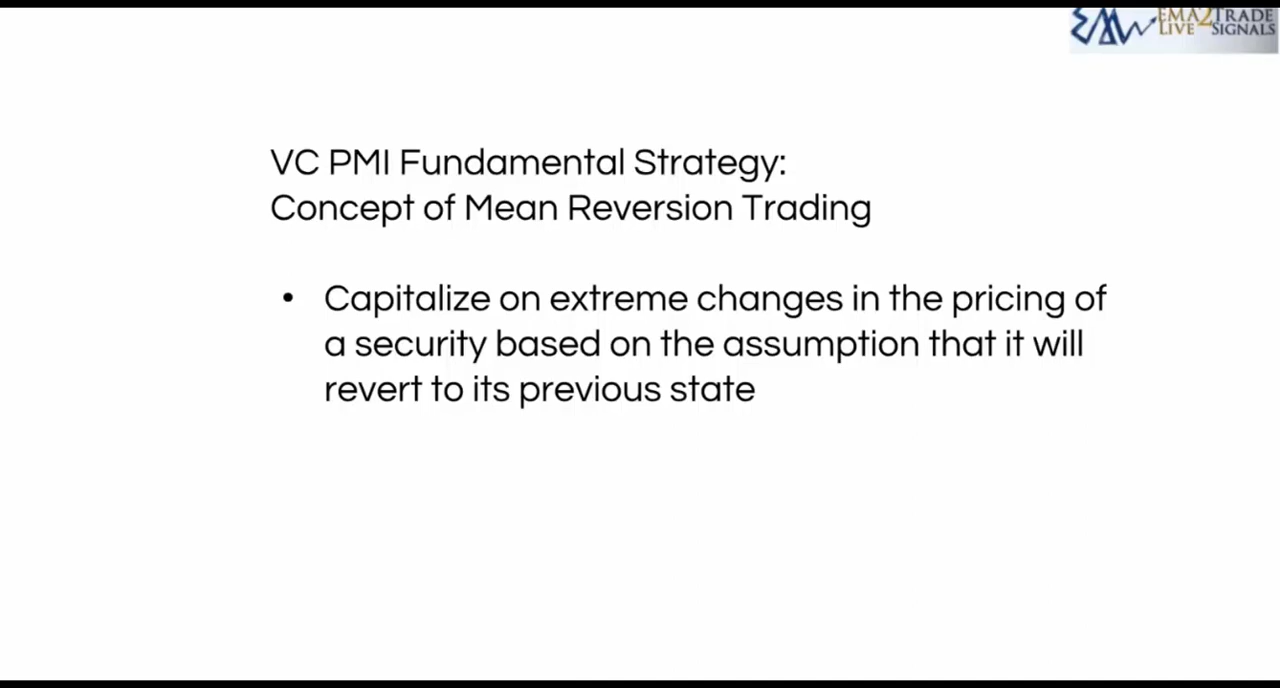 EMA2TRADE
LIVE SIGNALS
VC PMI Fundamental Strategy:
Concept of Mean Reversion Trading
• Capitalize on extreme changes in the pricing of
a security based on the assumption that it will
revert to its previous state